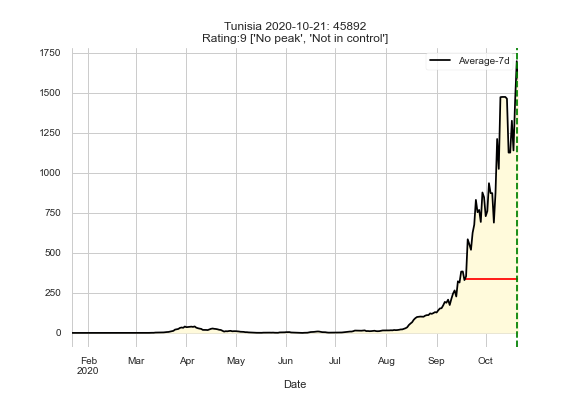 Tunisia 2020-10-21: 45892
Rating:9 ['No peak', 'Not in control']
Average-7d
1750
1500
1250
1000
750
500
250
0
Feb Mar Apr May Jun Jul Aug Sep Oct
2020
Date